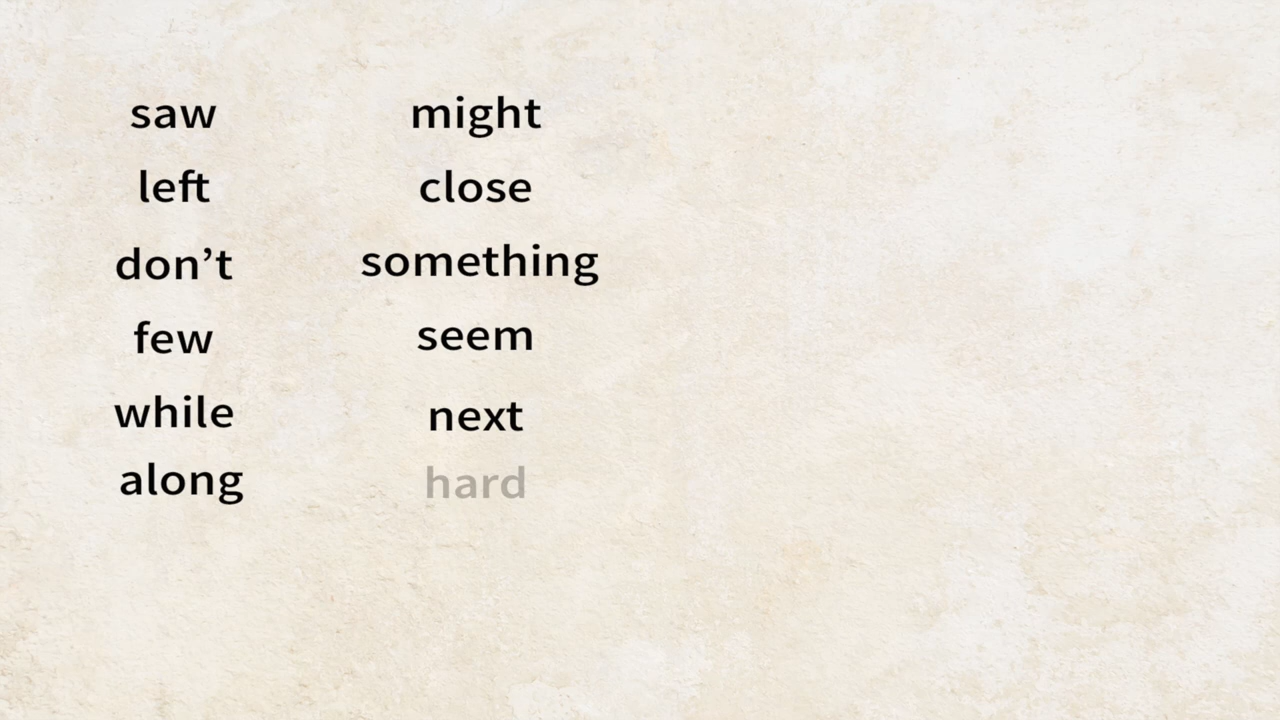 saw
left
don’t
few
while
along
might
close
something
seem
next
hard